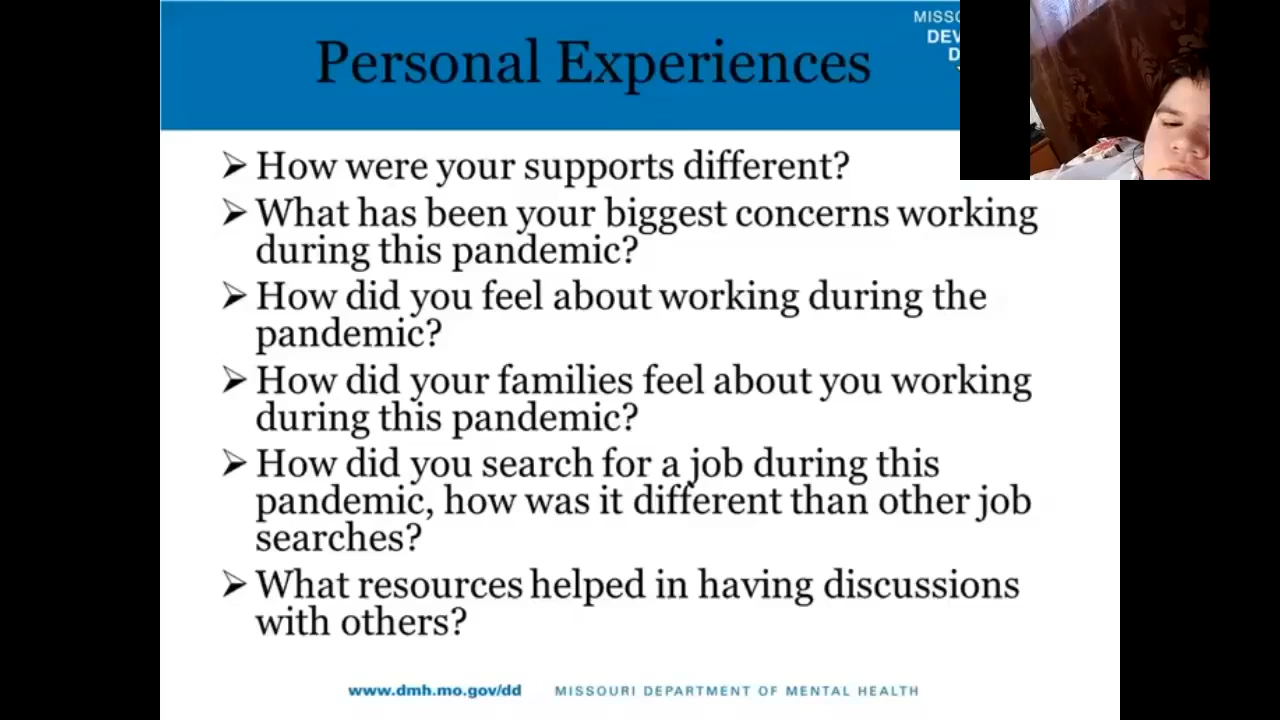 MISSO
DEV
D
Personal Experiences
➢ How were your supports different?
➢ What has been your biggest concerns working
during this pandemic?
➢ How did you feel about working during the
pandemic?
➢ How did your families feel about you working
during this pandemic?
➢ How did you search for a job during this
pandemic, how was it different than other job
searches?
➢ What resources helped in having discussions
with others?
www.dmh.mo.gov/dd MISSOURI DEPARTMENT OF MENTAL HEALTH